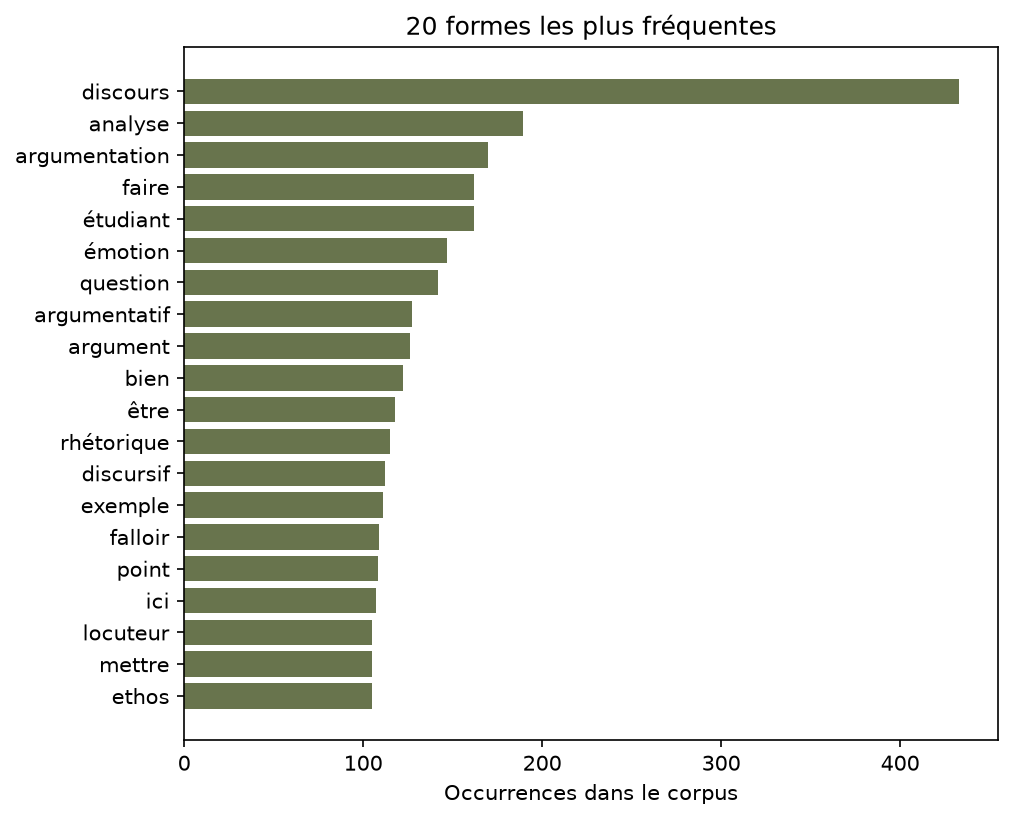 20 formes les plus fréquentes
discours
analyse
argumentation
faire
étudiant
émotion
question
argumentatif
argument
bien
être
rhétorique
discursif
exemple
falloir
point
ici
locuteur
mettre
ethos
0 100 200 300 400
Occurrences dans le corpus